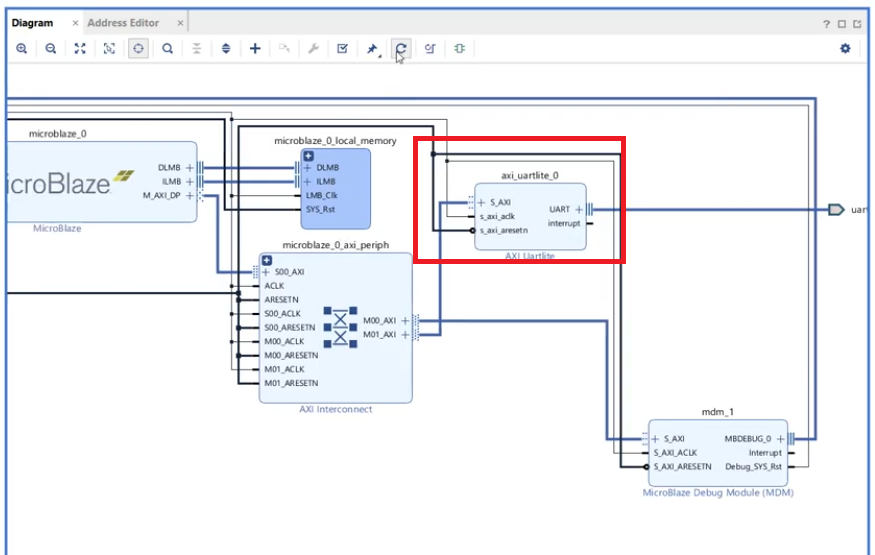 Diagram × Address Editor ×
?
microblaze_0
DLMB
ILMB
M_AXI_DP
icroBlaze
MicroBlaze
microblaze_0_local_memory
DLMB
ILMB
LMB_Clk
SYS_Rst
axi_uartlite_0
S_AXI
s_axi_aclk
s_axi_aresetn
UART
interrupt
AXI Uartlite
uar
microblaze_0_axi_periph
S00_AXI
ACLK
ARESETN
S00_ACLK
S00_ARESETN
M00_ACLK
M00_ARESETN
M01_ACLK
M01_ARESETN
M00_AXI
M01_AXI
AXI Interconnect
mdm_1
S_AXI
S_AXI_ACLK
S_AXI_ARESETN
MBDEBUG_0
Interrupt
Debug_SYS_Rst
MicroBlaze Debug Module (MDM)